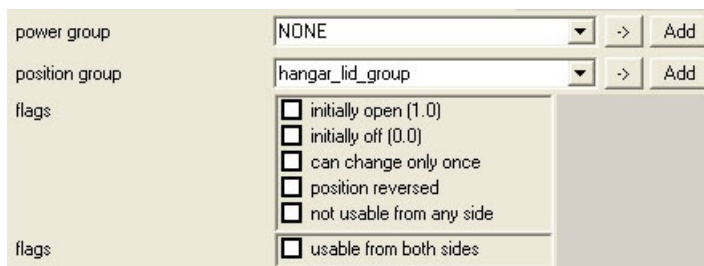 power group NONE -> Add
position group hangar_lid_group -> Add
flags initially open (1.0)
initially off (0.0)
can change only once
position reversed
not usable from any side
flags usable from both sides